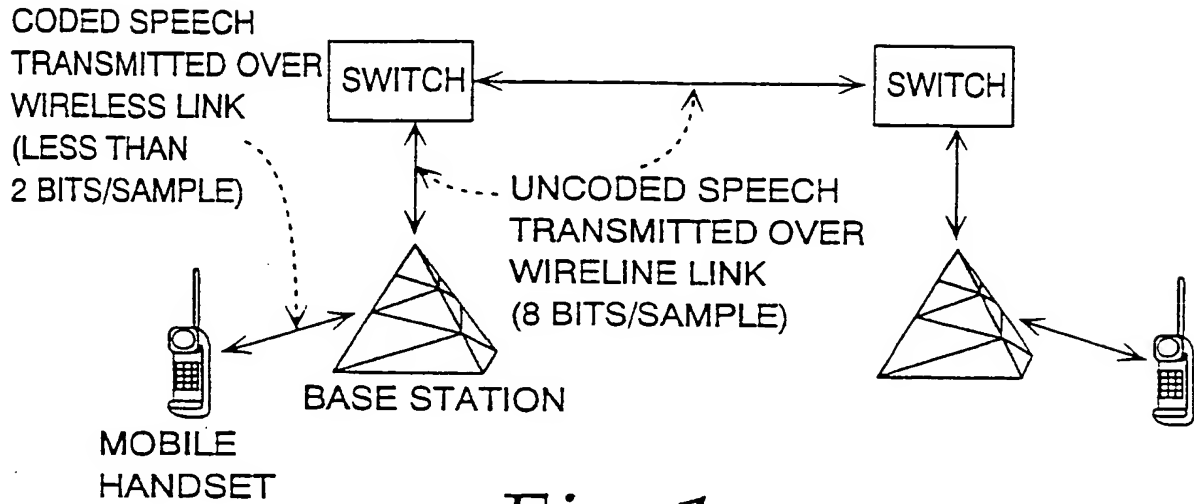 CODED SPEECH
TRANSMITTED OVER
WIRELESS LINK
(LESS THAN
2 BITS/SAMPLE)
SWITCH
SWITCH
UNCODED SPEECH
TRANSMITTED OVER
WIRELINE LINK
(8 BITS/SAMPLE)
BASE STATION
MOBILE
HANDSET